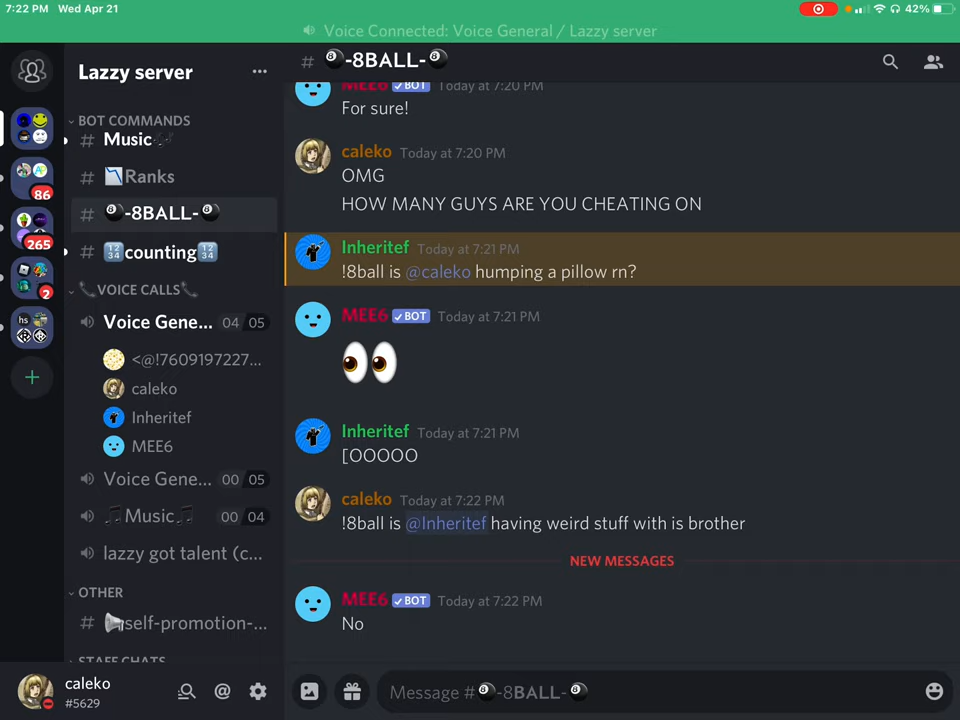 7:22 PM Wed Apr 21
42%
Voice Connected: Voice General / Lazzy server
Lazzy server
86
265
2
hs
BOT COMMANDS
# Music
# Ranks
# -8BALL-
# 1234counting1234
VOICE CALLS
Voice Gene... 04 05
<@!7609197227...
caleko
Inheritef
MEE6
Voice Gene... 00 05
Music 00 04
lazzy got talent (c...
OTHER
# self-promotion-...
STAFF CHATS
caleko
#5629
# -8BALL-
MEE6 ✓BOT Today at 7:20 PM
For sure!
caleko Today at 7:20 PM
OMG
HOW MANY GUYS ARE YOU CHEATING ON
Inheritef Today at 7:21 PM
!8ball is @caleko humping a pillow rn?
MEE6 ✓BOT Today at 7:21 PM
👀
Inheritef Today at 7:21 PM
[OOOOO
caleko Today at 7:22 PM
!8ball is @Inheritef having weird stuff with is brother
NEW MESSAGES
MEE6 ✓BOT Today at 7:22 PM
No
Message #🎱-8BALL-🎱